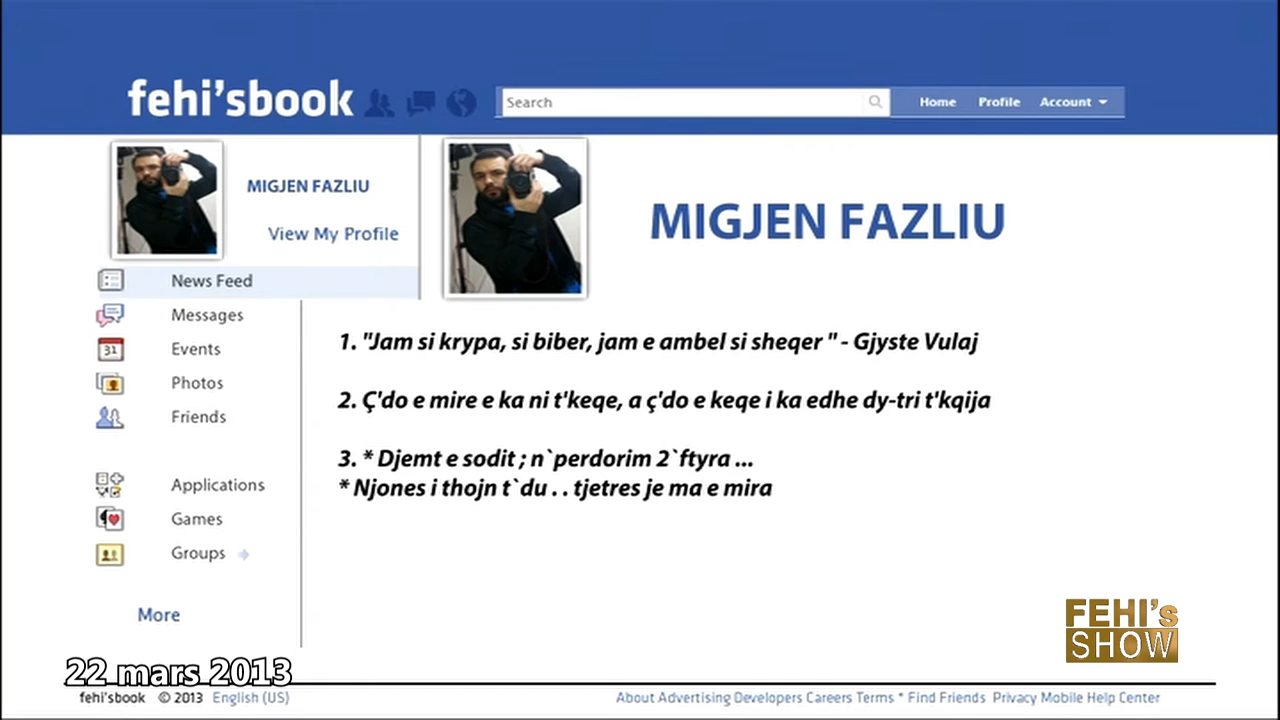 fehi'sbook
Search
Home Profile Account
MIGJEN FAZLIU
View My Profile
MIGJEN FAZLIU
News Feed
Messages
31 Events
Photos
Friends
Applications
Games
Groups
More
1. "Jam si krypa, si biber, jam e ambel si sheqer " - Gjyste Vulaj
2. Ç'do e mire e ka ni t'keqe, a ç'do e keqe i ka edhe dy-tri t'kqija
3. * Djemt e sodit ; n`perdorim 2`ftyra ...
* Njones i thojn t`du . . tjetres je ma e mira
FEHI's
SHOW
22 mars 2013
fehi'sbook © 2013 English (US)
About Advertising Developers Careers Terms * Find Friends Privacy Mobile Help Center